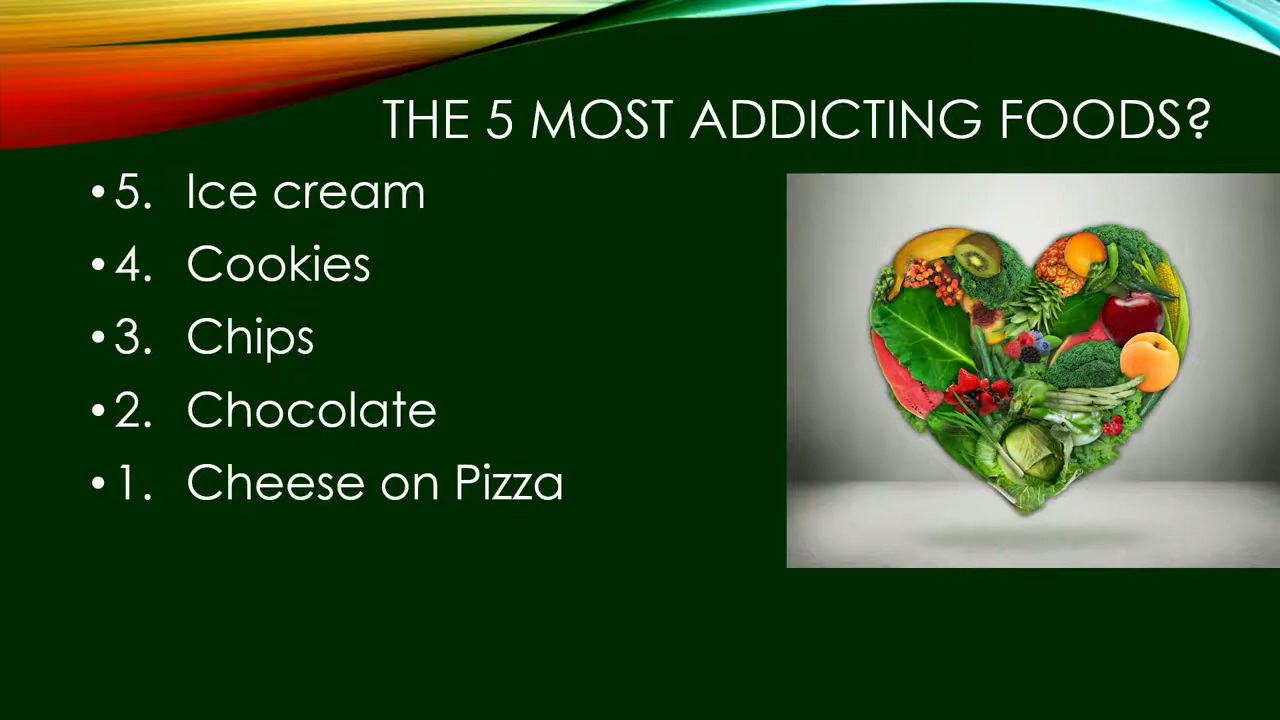 THE 5 MOST ADDICTING FOODS?
• 5. Ice cream
• 4. Cookies
• 3. Chips
• 2. Chocolate
• 1. Cheese on Pizza